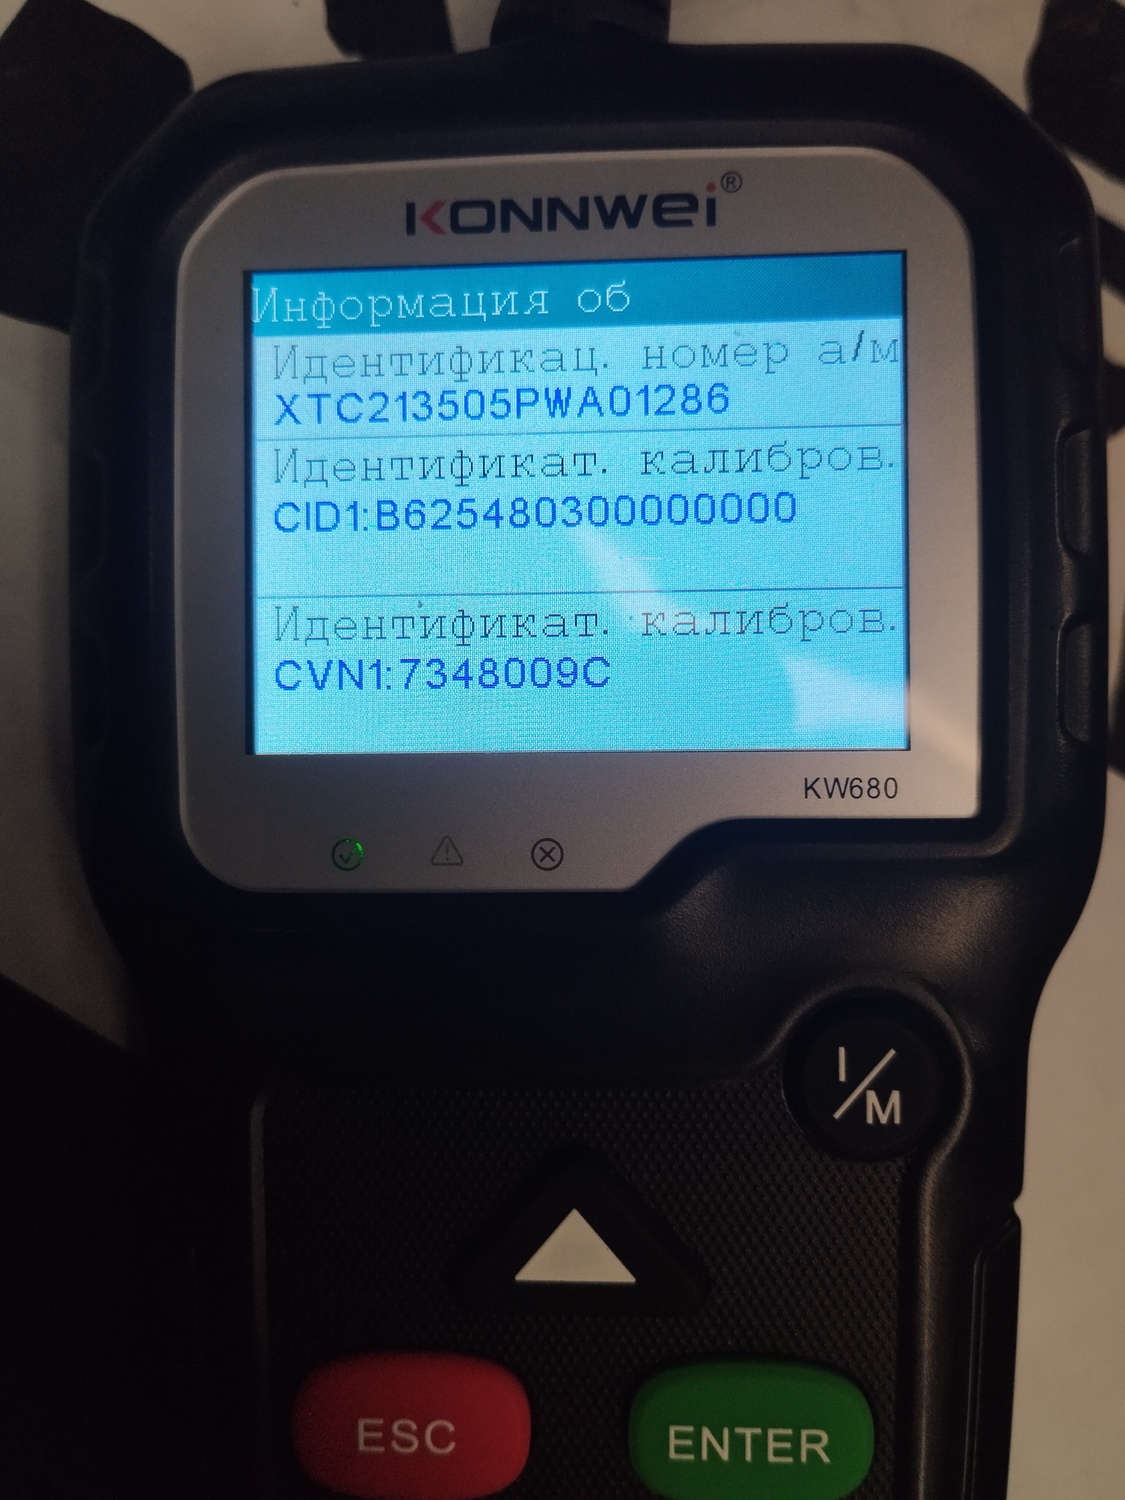 KONNWEI®
Информация об
Идентификац. номер а/м
XTC213505PWA01286
Идентификат. калибров.
CID1:B625480300000000
Идентификат. калибров.
CVN1:7348009C
KW680
I/M
ESC
ENTER